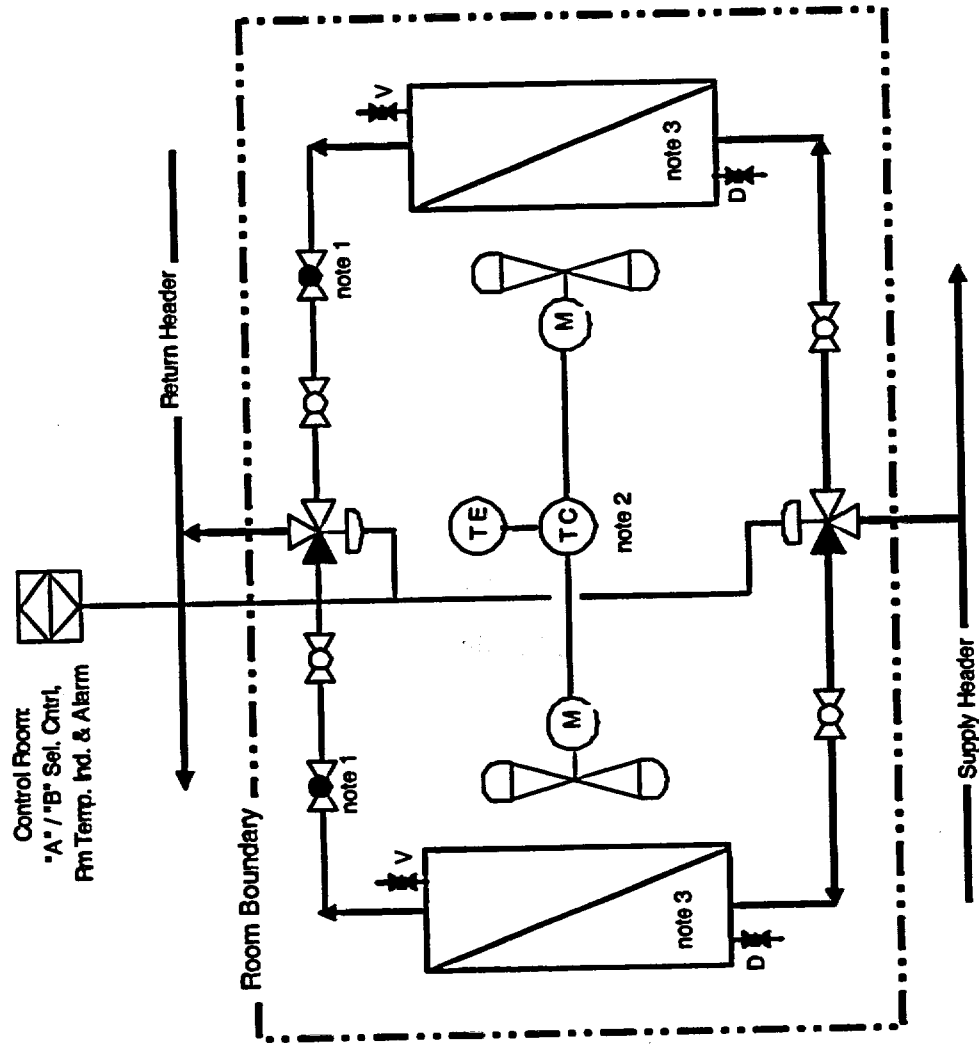 Control Room:
"A" / "B" Sel. Cntrl,
Rm Temp. Ind. & Alarm
Return Header
Room Boundary
V
V
note 1
note 1
TE
TC
note 2
M
M
note 3
note 3
D
D
Supply Header